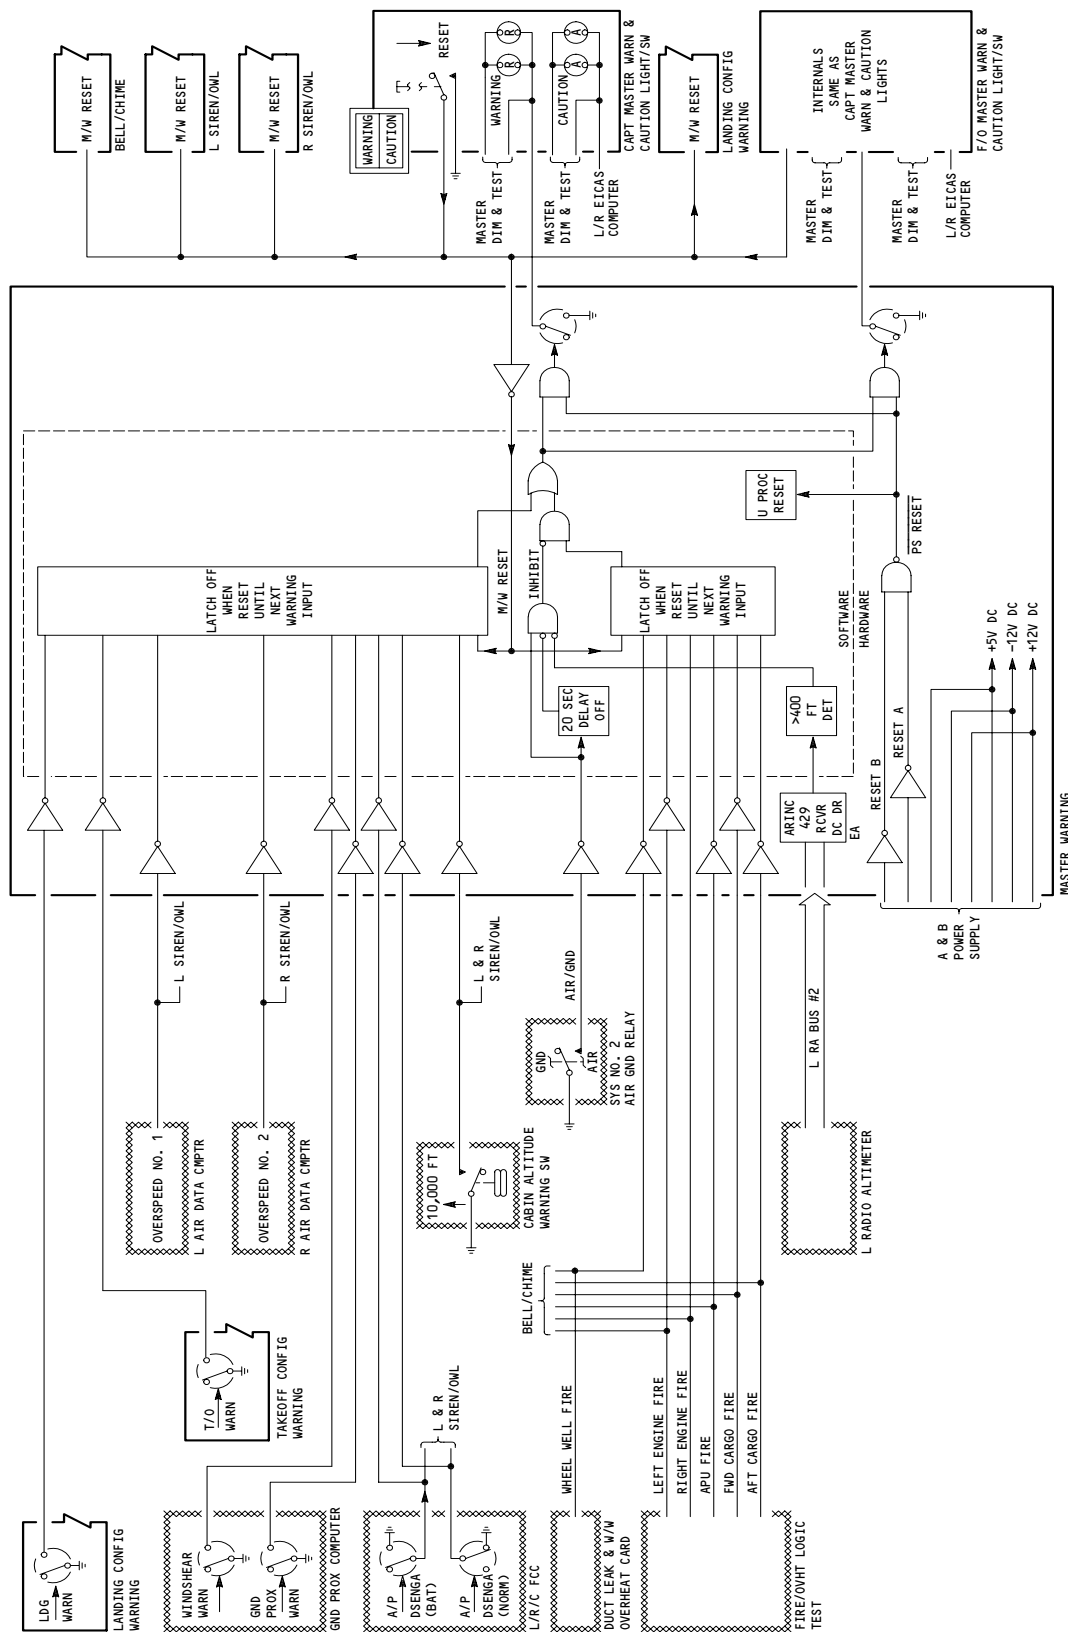 M/W RESET
BELL/CHIME
M/W RESET
L SIREN/OWL
M/W RESET
R SIREN/OWL
WARNING
CAUTION
RESET
WARNING
R
R
CAUTION
A
A
CAPT MASTER WARN &
CAUTION LIGHT/SW
MASTER
DIM & TEST
MASTER
DIM & TEST
L/R EICAS
COMPUTER
M/W RESET
LANDING CONFIG
WARNING
INTERNALS
SAME AS
CAPT MASTER
WARN & CAUTION
LIGHTS
F/O MASTER WARN &
CAUTION LIGHT/SW
MASTER
DIM & TEST
MASTER
DIM & TEST
L/R EICAS
COMPUTER
LATCH OFF
WHEN
RESET
UNTIL
NEXT
WARNING
INPUT
M/W RESET
INHIBIT
LATCH OFF
WHEN
RESET
UNTIL
NEXT
WARNING
INPUT
U PROC
RESET
PS RESET
20 SEC
DELAY
OFF
>400
FT
DET
SOFTWARE
HARDWARE
ARINC
429
RCVR
DC DR
EA
RESET B
RESET A
+5V DC
-12V DC
+12V DC
MASTER WARNING
L SIREN/OWL
R SIREN/OWL
L & R
SIREN/OWL
AIR/GND
GND
AIR
SYS NO. 2
AIR GND RELAY
L RA BUS #2
A & B
POWER
SUPPLY
OVERSPEED NO. 1
L AIR DATA CMPTR
OVERSPEED NO. 2
R AIR DATA CMPTR
10,000 FT
CABIN ALTITUDE
WARNING SW
L RADIO ALTIMETER
BELL/CHIME
T/O
WARN
TAKEOFF CONFIG
WARNING
L & R
SIREN/OWL
WHEEL WELL FIRE
LEFT ENGINE FIRE
RIGHT ENGINE FIRE
APU FIRE
FWD CARGO FIRE
AFT CARGO FIRE
LDG
WARN
LANDING CONFIG
WARNING
WINDSHEAR
WARN
GND
PROX
WARN
GND PROX COMPUTER
A/P
DSENGA
(BAT)
A/P
DSENGA
(NORM)
L/R/C FCC
DUCT LEAK & W/W
OVERHEAT CARD
FIRE/OVHT LOGIC
TEST